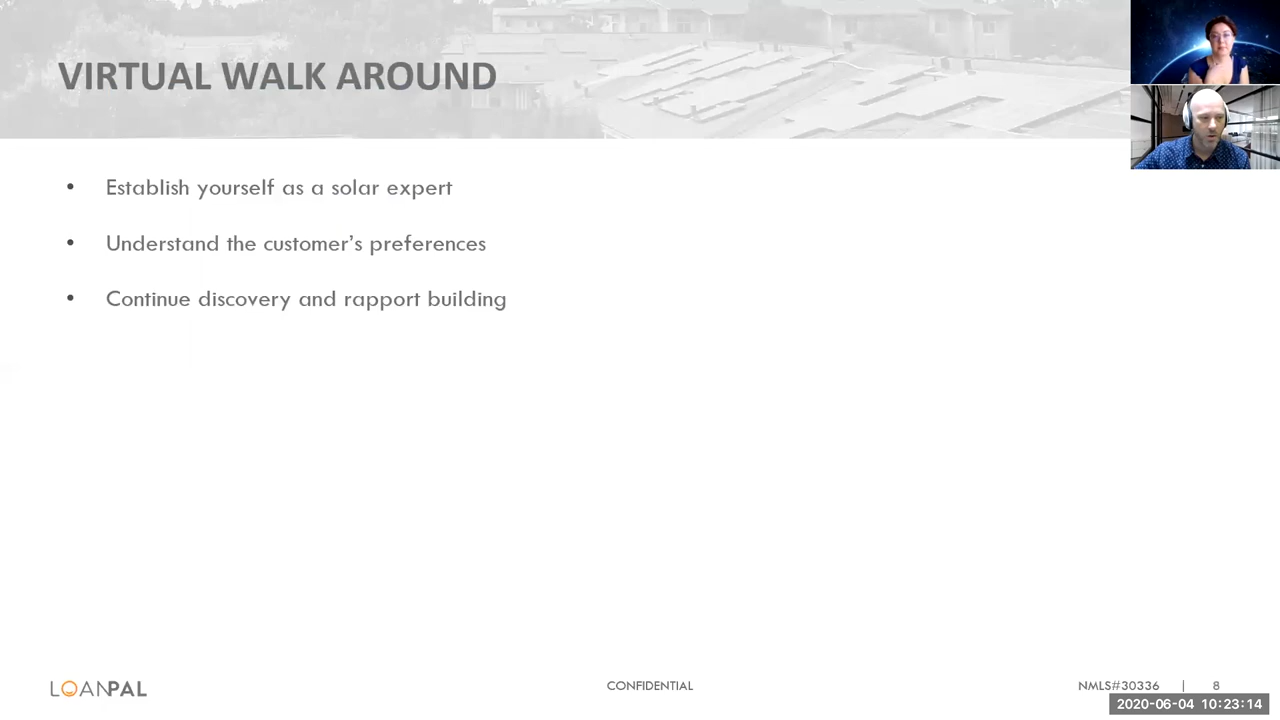 VIRTUAL WALK AROUND
• Establish yourself as a solar expert
• Understand the customer’s preferences
• Continue discovery and rapport building
LOANPAL
CONFIDENTIAL
NMLS#30336 | 8
2020-06-04 10:23:14